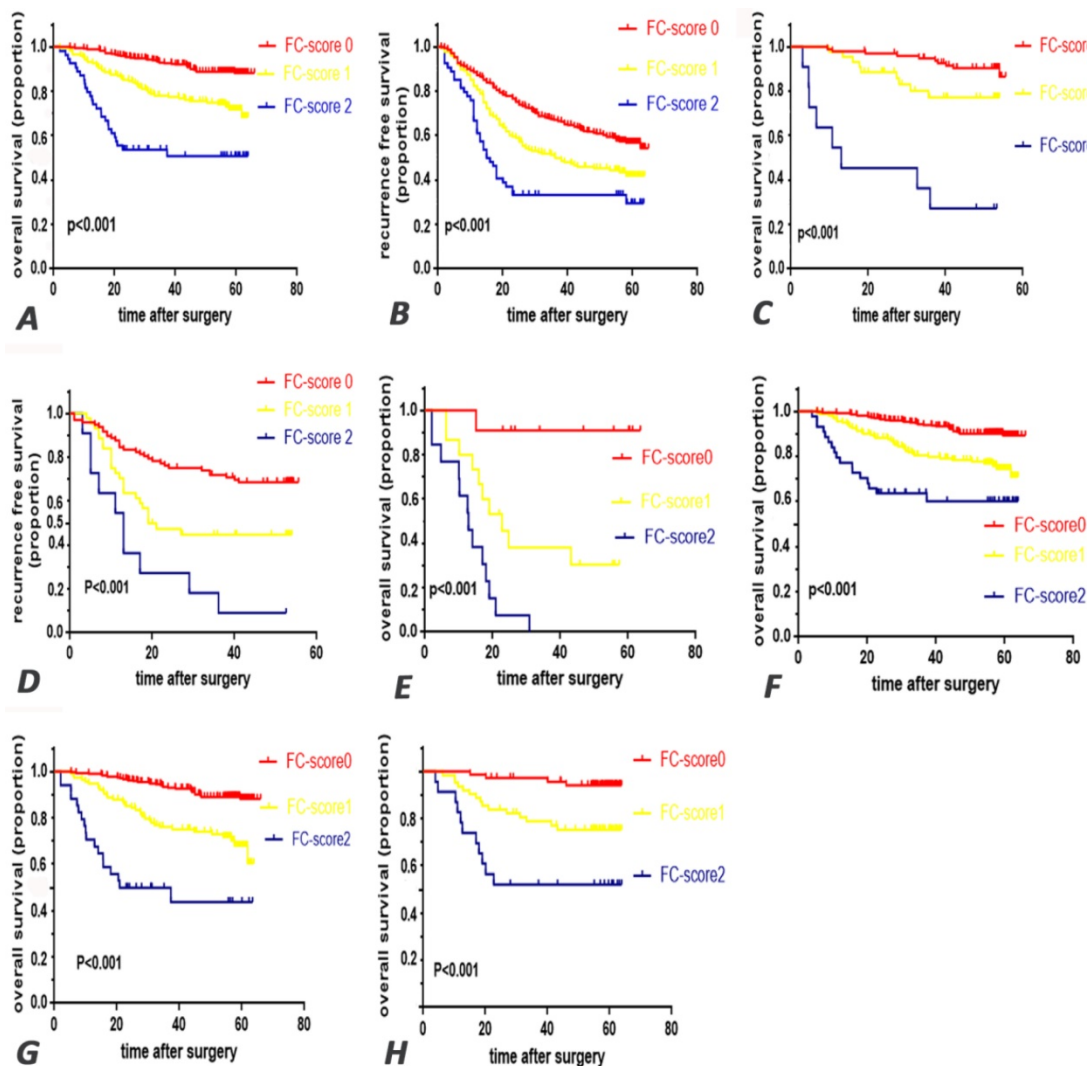 overall survival (proportion)
1.0
0.8
0.6
0.4
0.2
0.0
FC-score 0
FC-score 1
FC-score 2
p<0.001
0 20 40 60 80
time after surgery
A
recurrence free survival
(proportion)
1.0
0.8
0.6
0.4
0.2
0.0
FC-score 0
FC-score 1
FC-score 2
p<0.001
0 20 40 60 80
time after surgery
B
overall survival (proportion)
1.0
0.8
0.6
0.4
0.2
0.0
FC-scor
FC-scor
FC-scor
p<0.001
0 20 40 60
time after surgery
C
recurrence free survival
(proportion)
1.0
0.8
0.6
0.5
0.4
0.2
0.0
FC-score 0
FC-score 1
FC-score 2
P<0.001
0 20 40 60
time after surgery
D
overall survival (proportion)
1.0
0.8
0.6
0.4
0.2
0.0
FC-score0
FC-score1
FC-score2
p<0.001
0 20 40 60 80
time after surgery
E
overall survival (proportion)
1.0
0.8
0.6
0.4
0.2
0.0
FC-score0
FC-score1
FC-score2
p<0.001
0 20 40 60 80
time after surgery
F
overall survival (proportion)
1.0
0.8
0.6
0.4
0.2
0.0
FC-score0
FC-score1
FC-score2
P<0.001
0 20 40 60 80
time after surgery
G
overall survival (proportion)
1.0
0.8
0.6
0.4
0.2
FC-score0
FC-score1
FC-score2
P<0.001
0 20 40 60 80
time after surgery
H